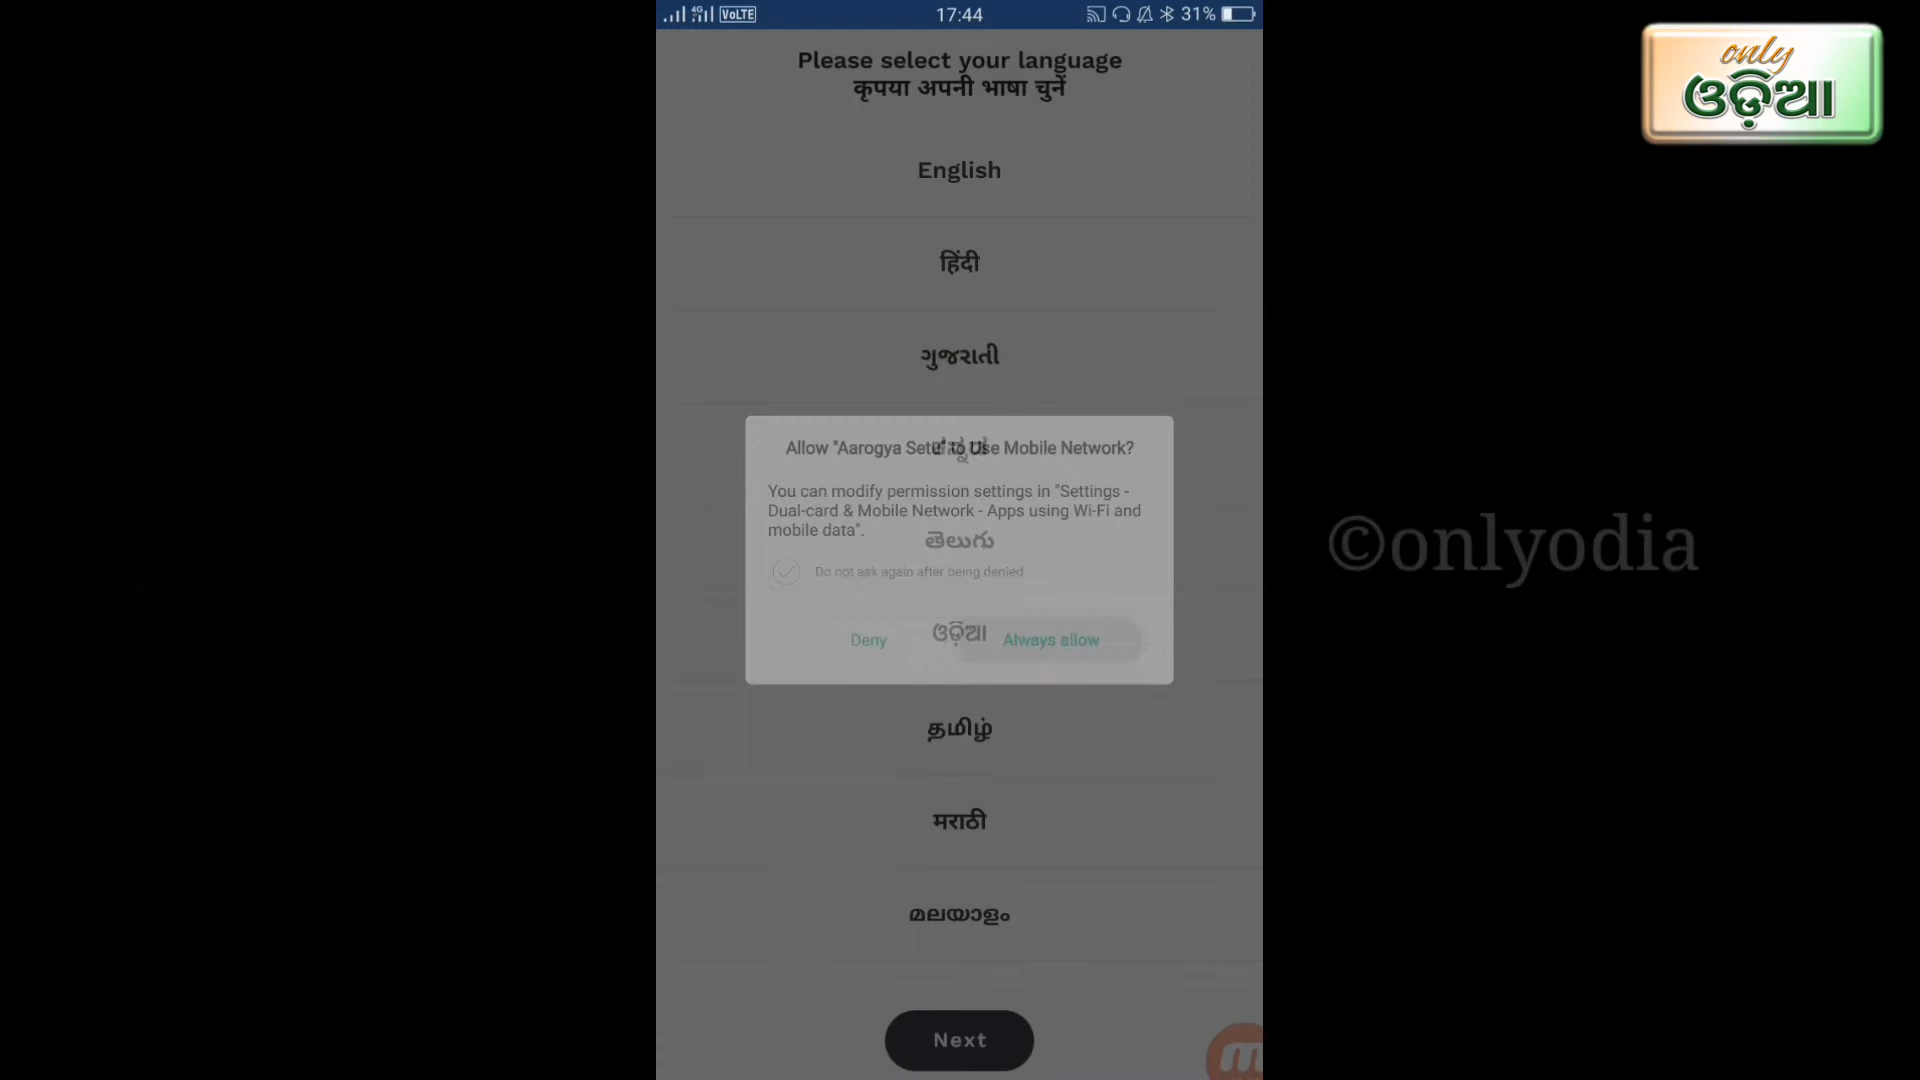 4G VoLTE 17:44 31%
only
ଓଡ଼ିଆ
Please select your language
कृपया अपनी भाषा चुनें
English
हिंदी
ગુજરાતી
Allow "Aarogya Setu" to Use Mobile Network?
You can modify permission settings in "Settings -
Dual-card & Mobile Network - Apps using Wi-Fi and
mobile data".
తెలుగు
©onlyodia
Do not ask again after being denied
Deny
ଓଡ଼ିଆ
Always allow
தமிழ்
मराठी
മലയാളം
Next